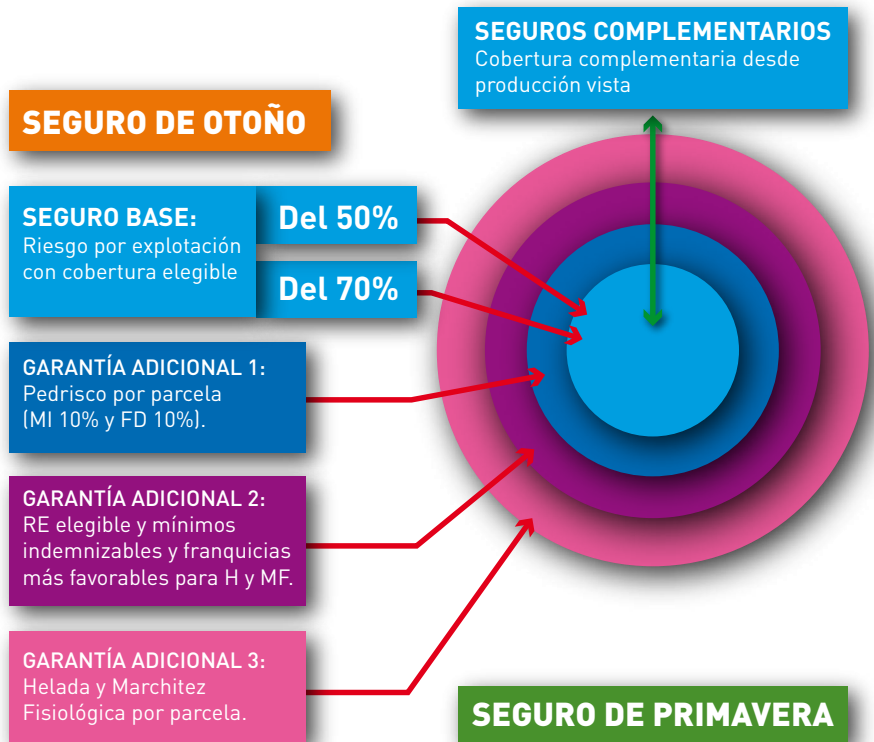 SEGUROS COMPLEMENTARIOS
Cobertura complementaria desde
producción vista
SEGURO DE OTOÑO
SEGURO BASE:
Riesgo por explotación
con cobertura elegible
Del 50%
Del 70%
GARANTÍA ADICIONAL 1:
Pedrisco por parcela
(MI 10% y FD 10%).
GARANTÍA ADICIONAL 2:
RE elegible y mínimos
indemnizables y franquicias
más favorables para H y MF.
GARANTÍA ADICIONAL 3:
Helada y Marchitez
Fisiológica por parcela.
SEGURO DE PRIMAVERA